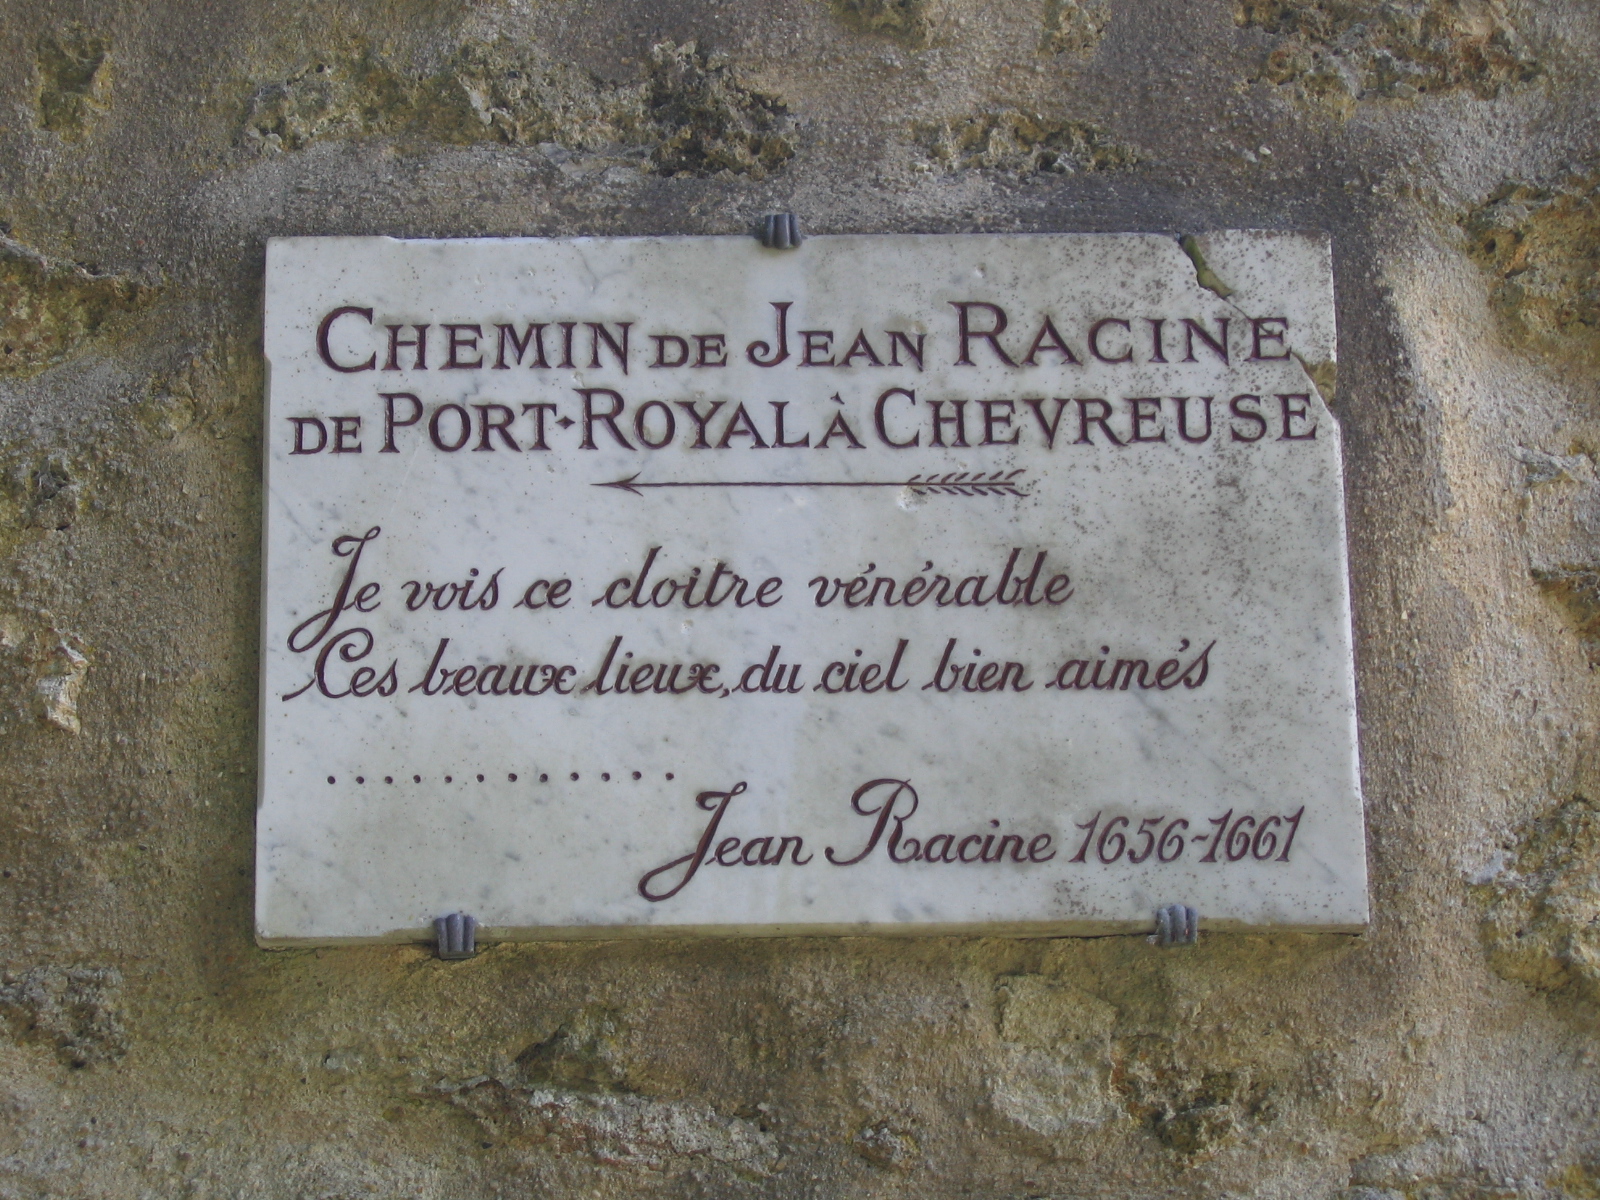 CHEMIN DE JEAN RACINE
DE PORT-ROYAL À CHEVREUSE
Je vois ce cloitre vénérable
Ces beaux lieux, du ciel bien aimés
............
Jean Racine 1656-1661